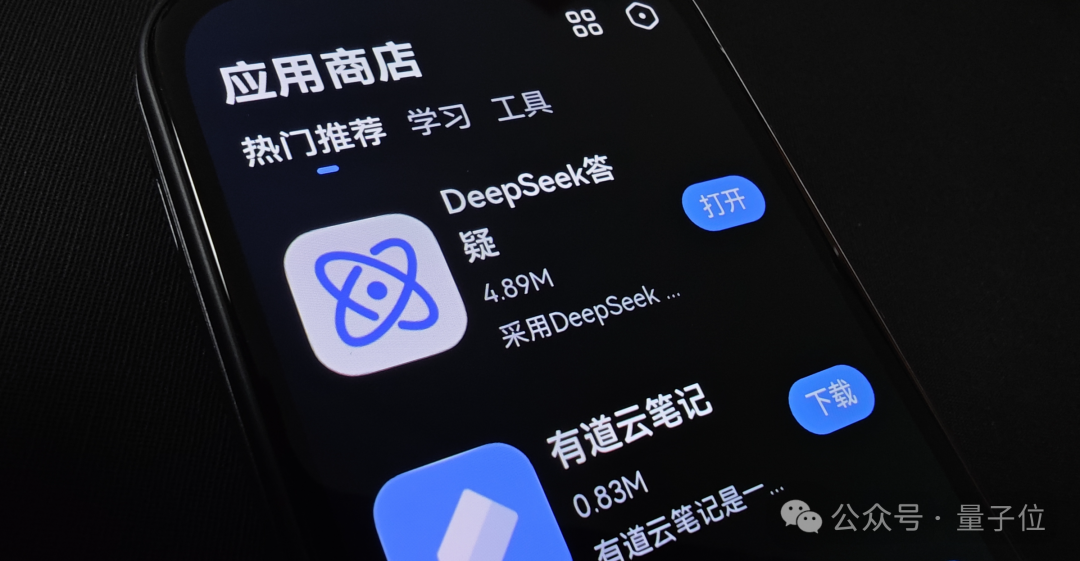 应用商店
热门推荐 学习 工具
DeepSeek答
疑
4.89M
采用DeepSeek ...
打开
有道云笔记
0.83M
有道云笔记是一...
下载
公众号 · 量子位